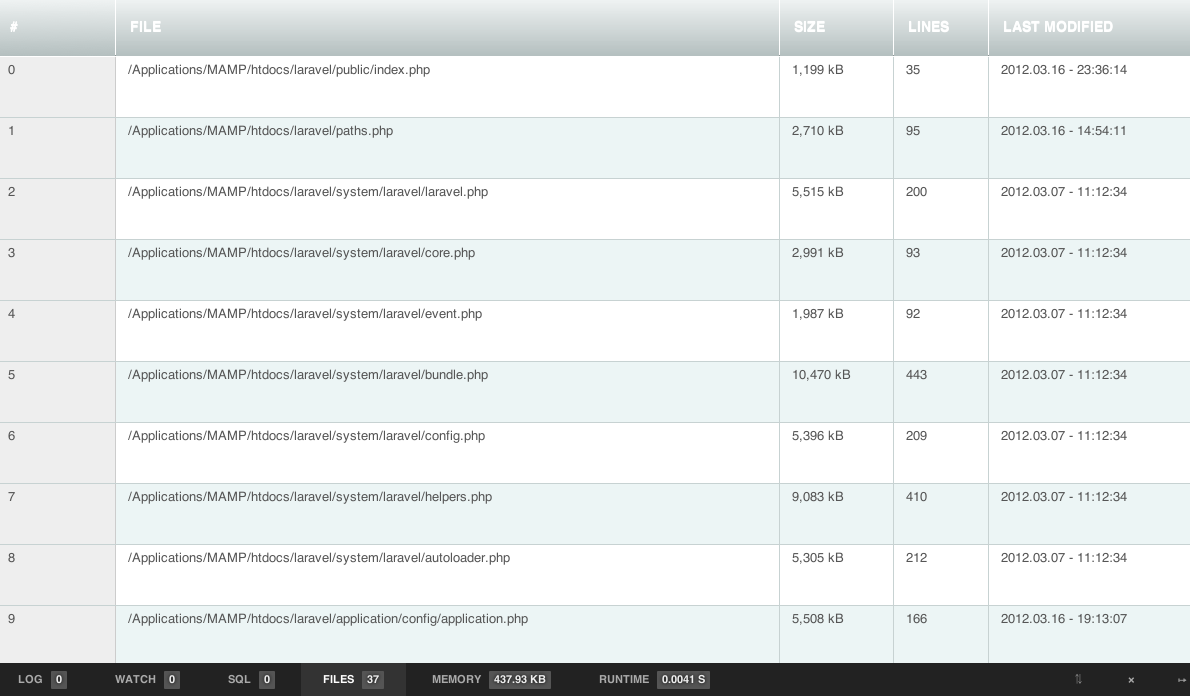 # FILE SIZE LINES LAST MODIFIED
0 /Applications/MAMP/htdocs/laravel/public/index.php 1,199 kB 35 2012.03.16 - 23:36:14
1 /Applications/MAMP/htdocs/laravel/paths.php 2,710 kB 95 2012.03.16 - 14:54:11
2 /Applications/MAMP/htdocs/laravel/system/laravel/laravel.php 5,515 kB 200 2012.03.07 - 11:12:34
3 /Applications/MAMP/htdocs/laravel/system/laravel/core.php 2,991 kB 93 2012.03.07 - 11:12:34
4 /Applications/MAMP/htdocs/laravel/system/laravel/event.php 1,987 kB 92 2012.03.07 - 11:12:34
5 /Applications/MAMP/htdocs/laravel/system/laravel/bundle.php 10,470 kB 443 2012.03.07 - 11:12:34
6 /Applications/MAMP/htdocs/laravel/system/laravel/config.php 5,396 kB 209 2012.03.07 - 11:12:34
7 /Applications/MAMP/htdocs/laravel/system/laravel/helpers.php 9,083 kB 410 2012.03.07 - 11:12:34
8 /Applications/MAMP/htdocs/laravel/system/laravel/autoloader.php 5,305 kB 212 2012.03.07 - 11:12:34
9 /Applications/MAMP/htdocs/laravel/application/config/application.php 5,508 kB 166 2012.03.16 - 19:13:07
LOG 0 WATCH 0 SQL 0 FILES 37 MEMORY 437.93 KB RUNTIME 0.0041 S